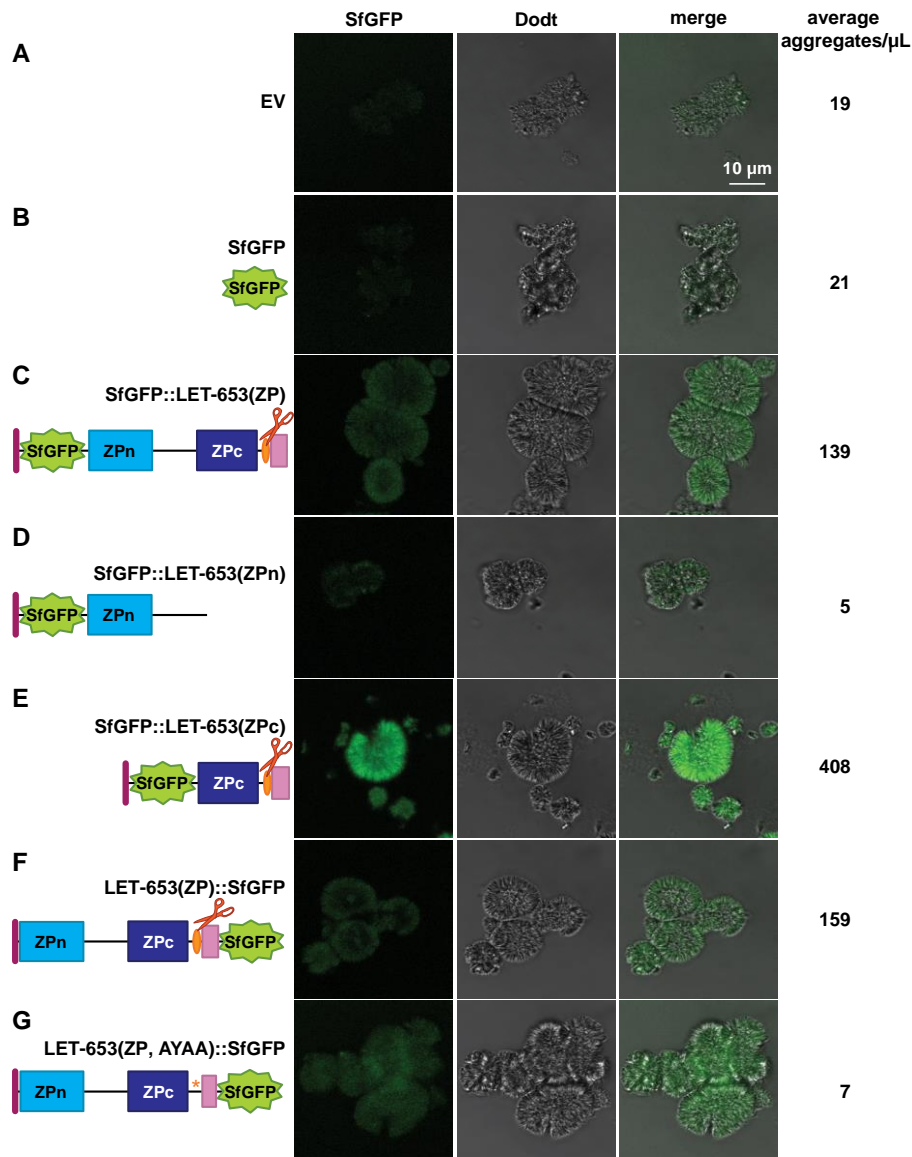 SfGFP Dodt merge average
aggregates/µL
A
EV
19
10 µm
B
SfGFP
SfGFP
21
C
SfGFP::LET-653(ZP)
SfGFP ZPn ZPc
139
D
SfGFP::LET-653(ZPn)
SfGFP ZPn
5
E
SfGFP::LET-653(ZPc)
SfGFP ZPc
408
F
LET-653(ZP)::SfGFP
ZPn ZPc SfGFP
159
G
LET-653(ZP, AYAA)::SfGFP
ZPn ZPc * SfGFP
7